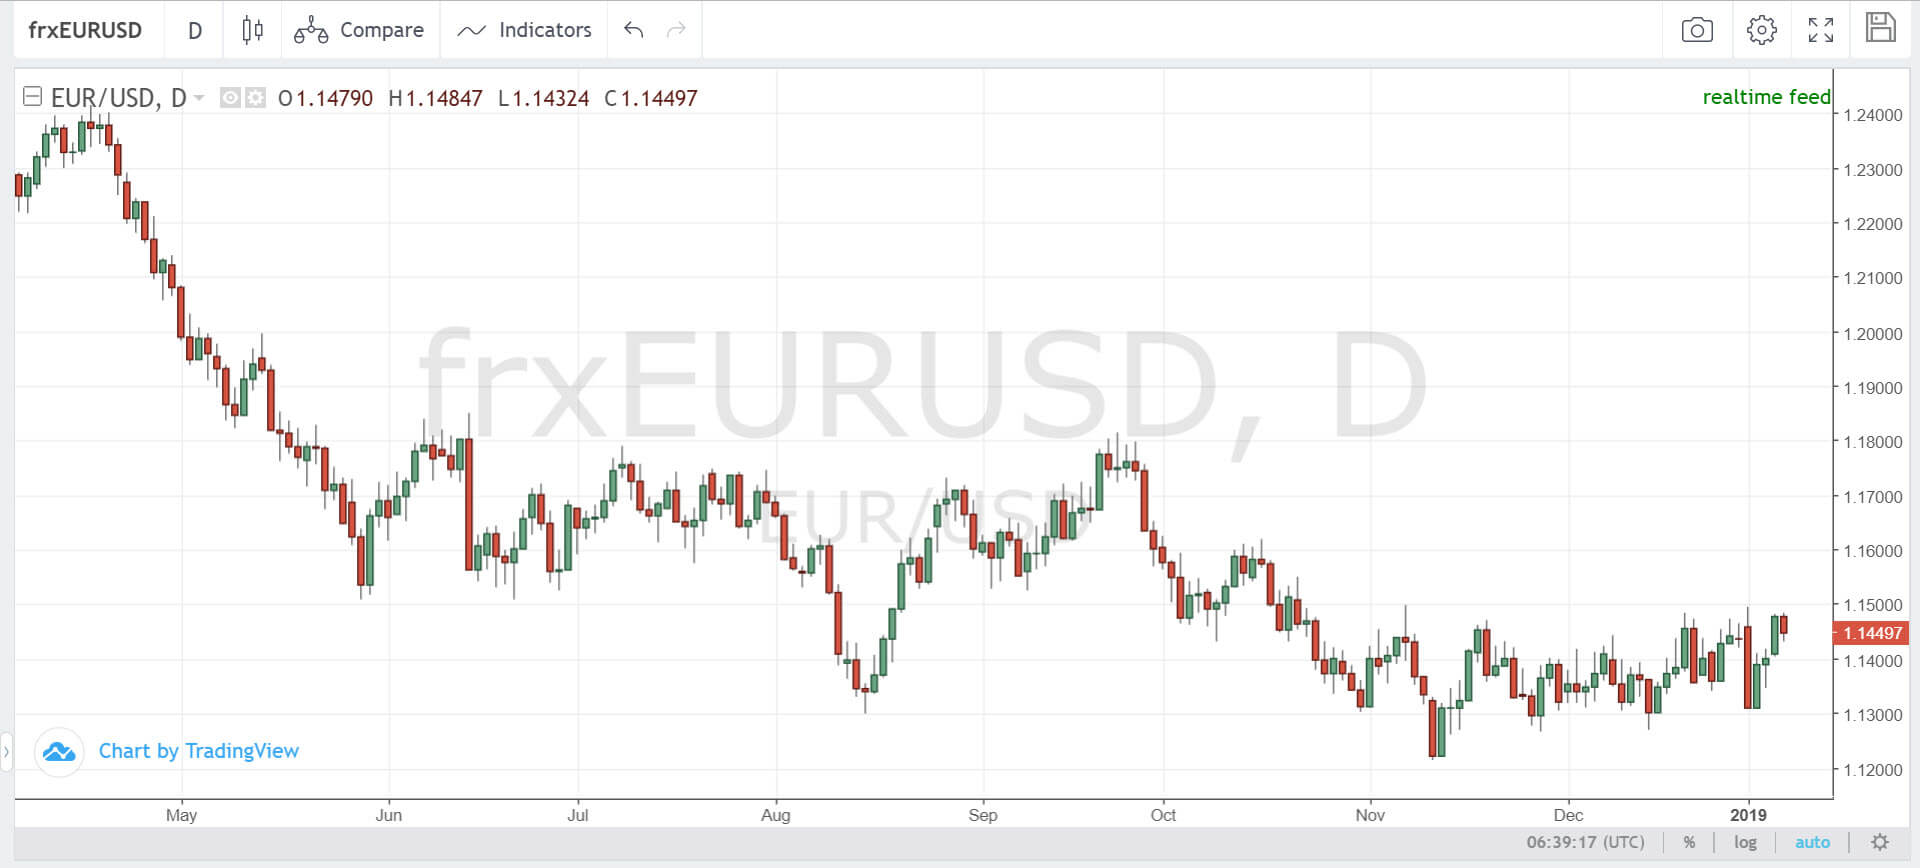 frxEURUSD D Compare Indicators
EUR/USD, D O1.14790 H1.14847 L1.14324 C1.14497
realtime feed
1.24000
1.23000
1.22000
1.21000
1.20000
1.19000
1.18000
1.17000
1.16000
1.15000
1.14497
1.14000
1.13000
1.12000
frxEURUSD, D
EUR/USD
Chart by TradingView
May Jun Jul Aug Sep Oct Nov Dec 2019
06:39:17 (UTC) % log auto